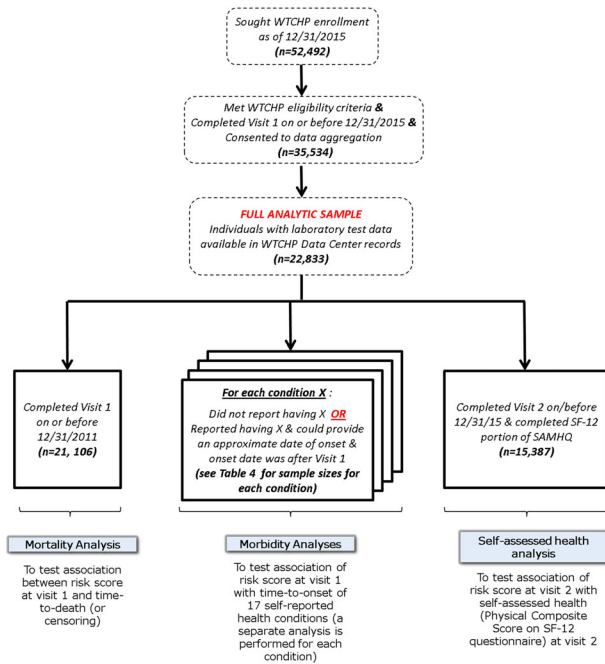 Sought WTCHP enrollment
as of 12/31/2015
(n=52,492)
Met WTCHP eligibility criteria &
Completed Visit 1 on or before 12/31/2015 &
Consented to data aggregation
(n=35,534)
FULL ANALYTIC SAMPLE
Individuals with laboratory test data
available in WTCHP Data Center records
(n=22,833)
Completed Visit 1
on or before
12/31/2011
(n=21, 106)
For each condition X :
Did not report having X OR
Reported having X & could provide
an approximate date of onset &
onset date was after Visit 1
(see Table 4 for sample sizes for
each condition)
Completed Visit 2 on/before
12/31/15 & completed SF-12
portion of SAMHQ
(n=15,387)
Mortality Analysis
To test association
between risk score
at visit 1 and time-
to-death (or
censoring)
Morbidity Analyses
To test association of
risk score at visit 1
with time-to-onset of
17 self-reported
health conditions (a
separate analysis is
performed for each
condition)
Self-assessed health
analysis
To test association of
risk score at visit 2 with
self-assessed health
(Physical Composite
Score on SF-12
questionnaire) at visit 2